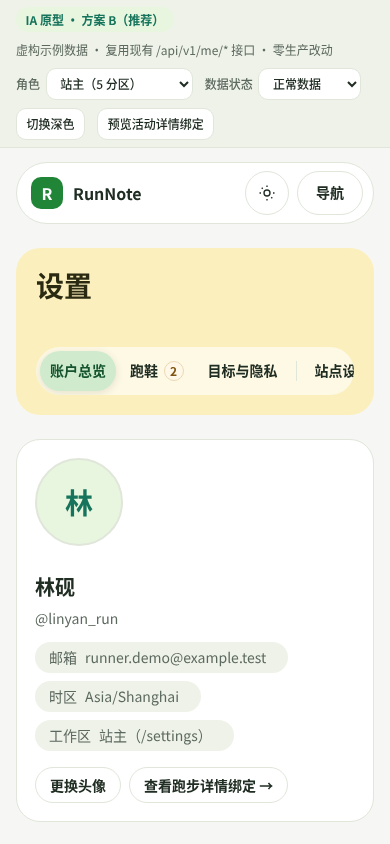 IA 原型 · 方案 B（推荐）
虚构示例数据 · 复用现有 /api/v1/me/* 接口 · 零生产改动
角色 站主（5 分区） 数据状态 正常数据
切换深色 预览活动详情绑定
R RunNote 导航
设置
账户总览 跑鞋 2 目标与隐私 站点设
林
林砚
@linyan_run
邮箱 runner.demo@example.test
时区 Asia/Shanghai
工作区 站主（/settings）
更换头像 查看跑步详情绑定 →